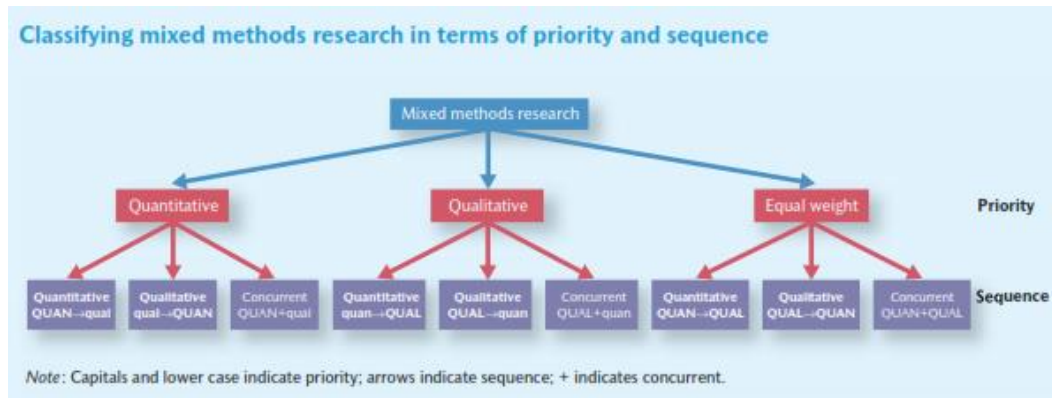 Classifying mixed methods research in terms of priority and sequence
Mixed methods research
Quantitative
Qualitative
Equal weight
Priority
Quantitative
QUAN→qual
Qualitative
qual→QUAN
Concurrent
QUAN+qual
Quantitative
quan→QUAL
Qualitative
QUAL→quan
Concurrent
QUAL+quan
Quantitative
QUAN→QUAL
Qualitative
QUAL→QUAN
Concurrent
QUAN+QUAL
Sequence
Note: Capitals and lower case indicate priority; arrows indicate sequence; + indicates concurrent.